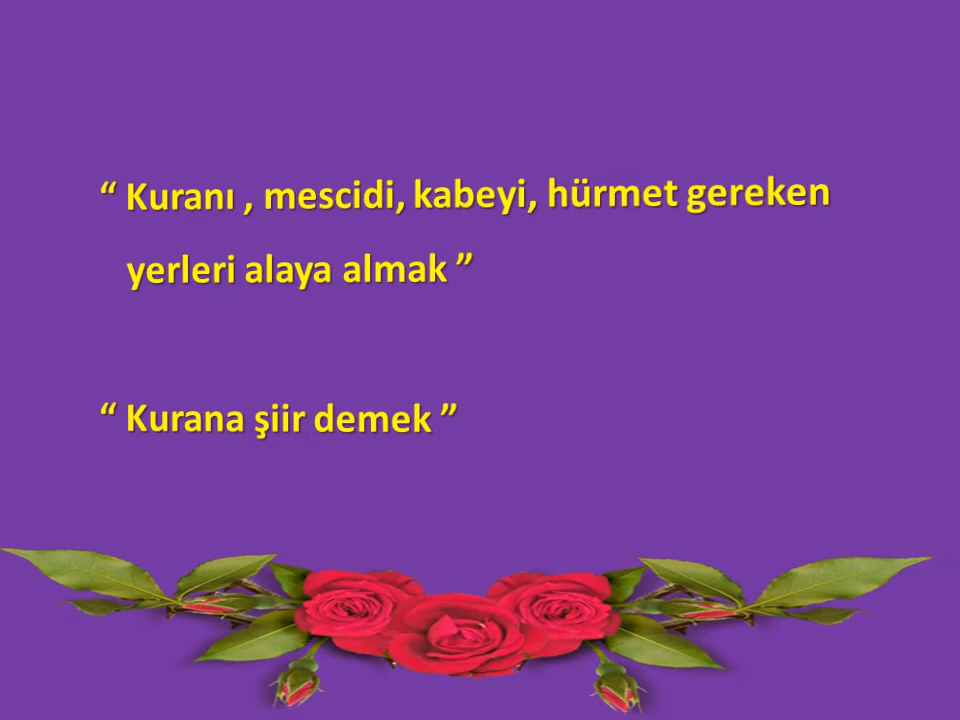 “ Kuranı , mescidi, kabeyi, hürmet gereken
yerleri alaya almak ”
“ Kurana şiir demek ”